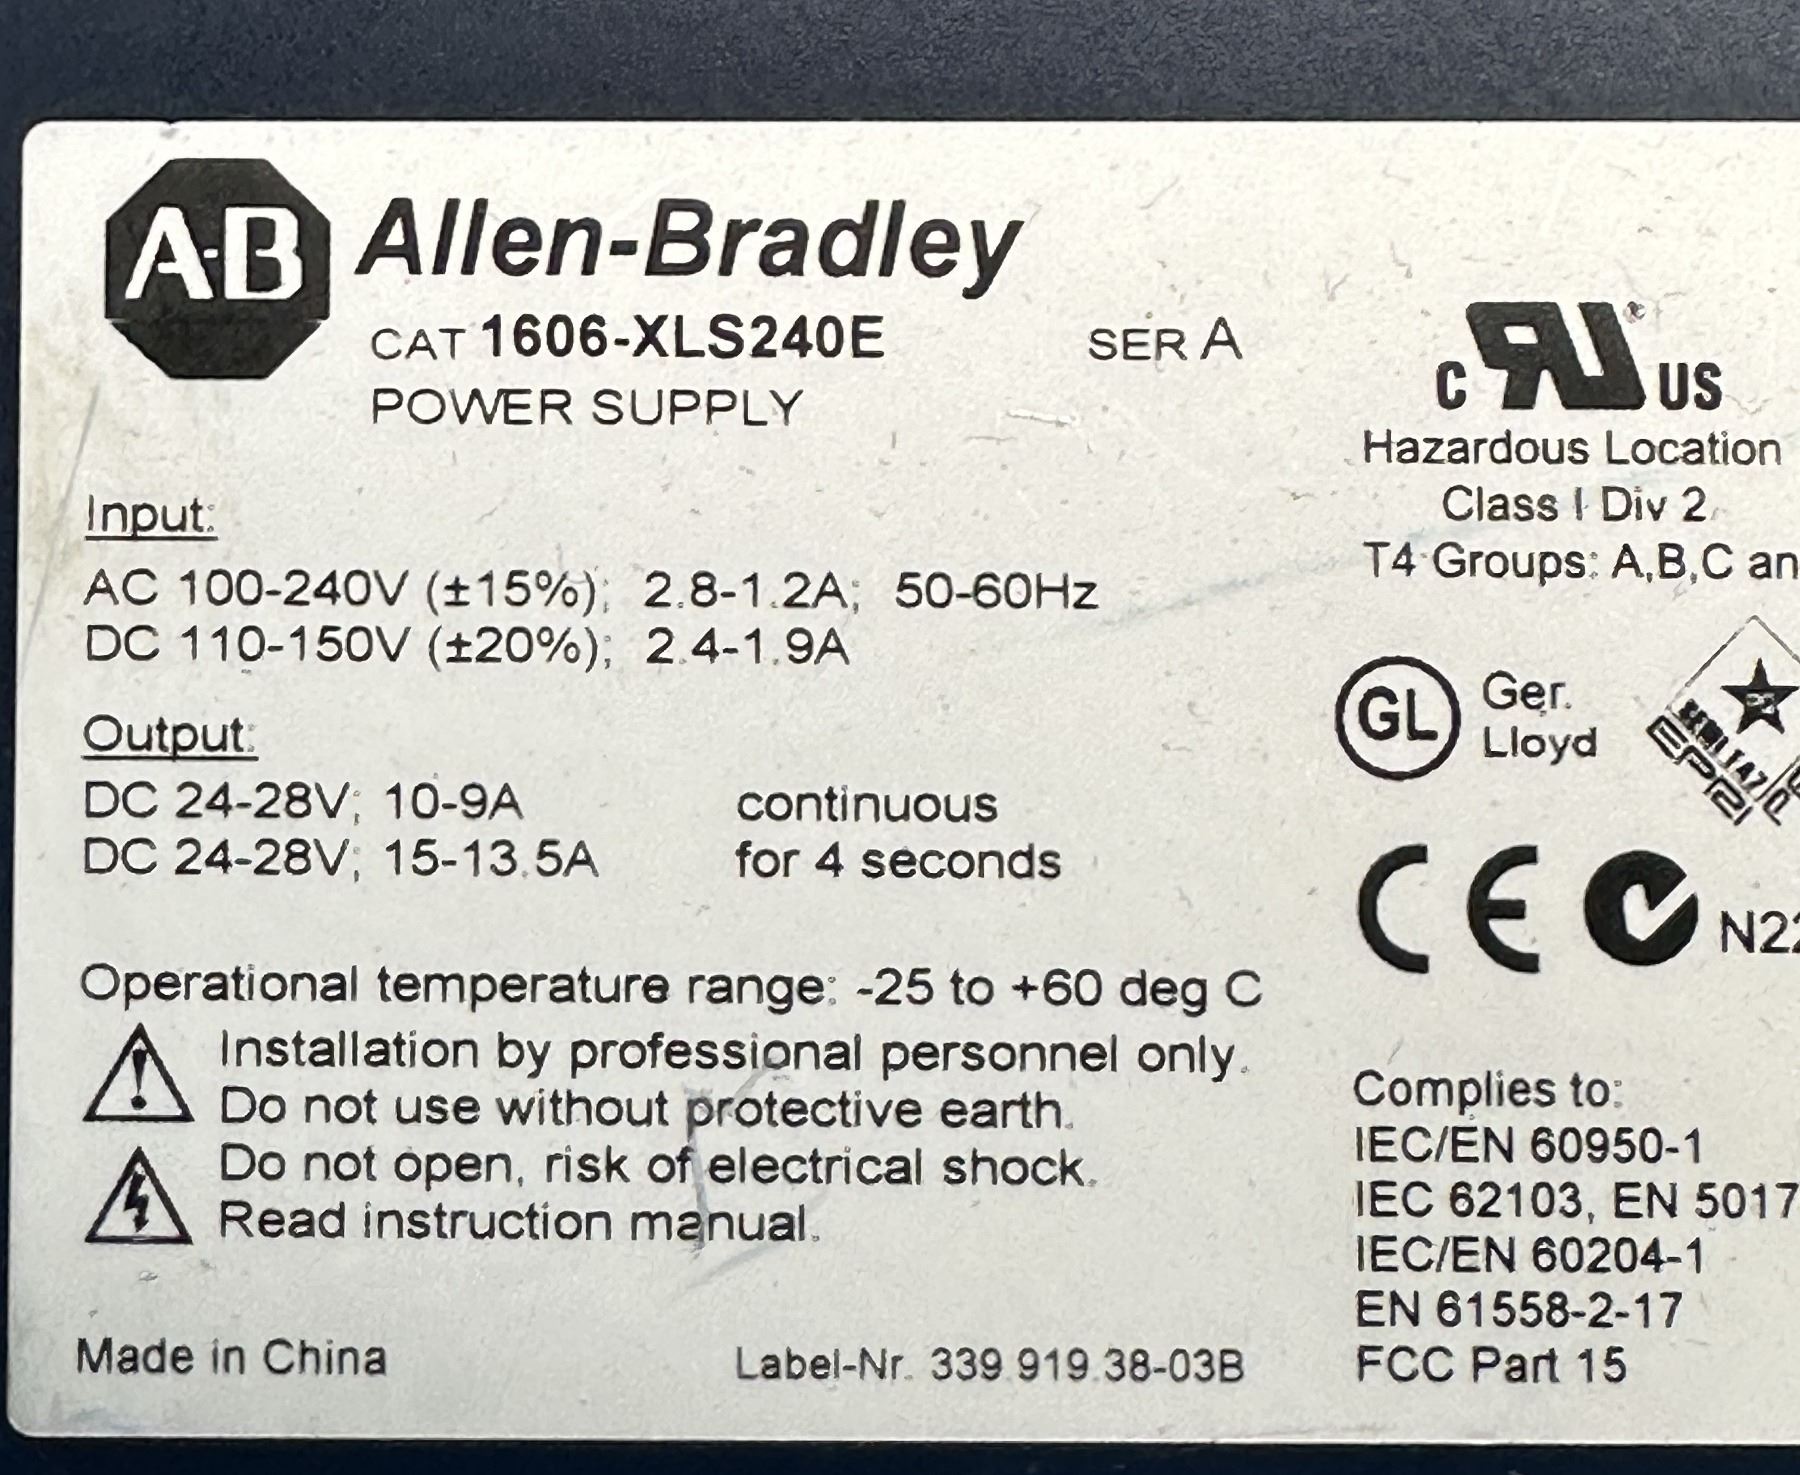 A-B Allen-Bradley
CAT 1606-XLS240E SER A
POWER SUPPLY
Input:
AC 100-240V (±15%); 2.8-1.2A; 50-60Hz
DC 110-150V (±20%); 2.4-1.9A
Output:
DC 24-28V; 10-9A continuous
DC 24-28V; 15-13.5A for 4 seconds
Operational temperature range: -25 to +60 deg C
Installation by professional personnel only.
Do not use without protective earth.
Do not open, risk of electrical shock.
Read instruction manual.
Made in China
Label-Nr. 339 919.38-03B
c RU ® US
Hazardous Location
Class I Div 2
T4 Groups: A,B,C an
GL Ger.
Lloyd
SEMI F47
EPRI
CE N22
Complies to:
IEC/EN 60950-1
IEC 62103, EN 5017
IEC/EN 60204-1
EN 61558-2-17
FCC Part 15